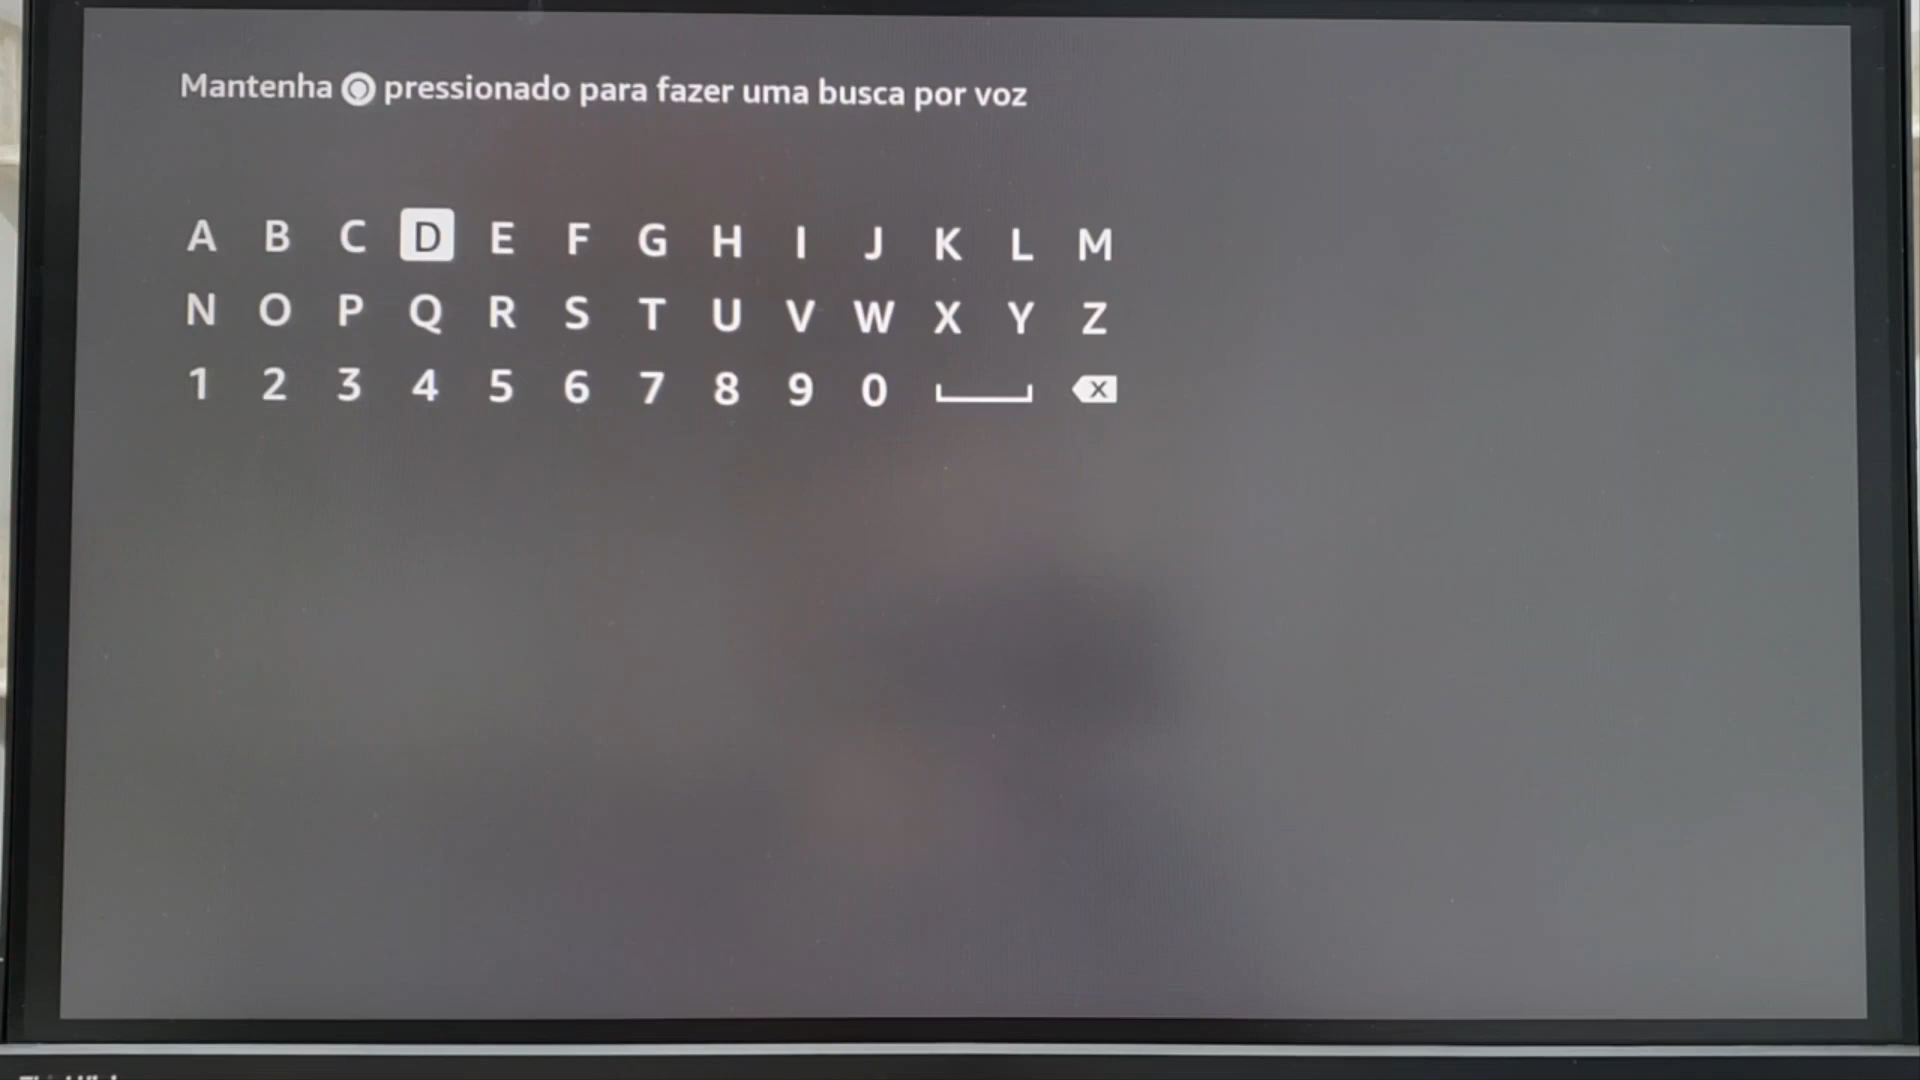 Mantenha pressionado para fazer uma busca por voz
A B C D E F G H I J K L M
N O P Q R S T U V W X Y Z
1 2 3 4 5 6 7 8 9 0